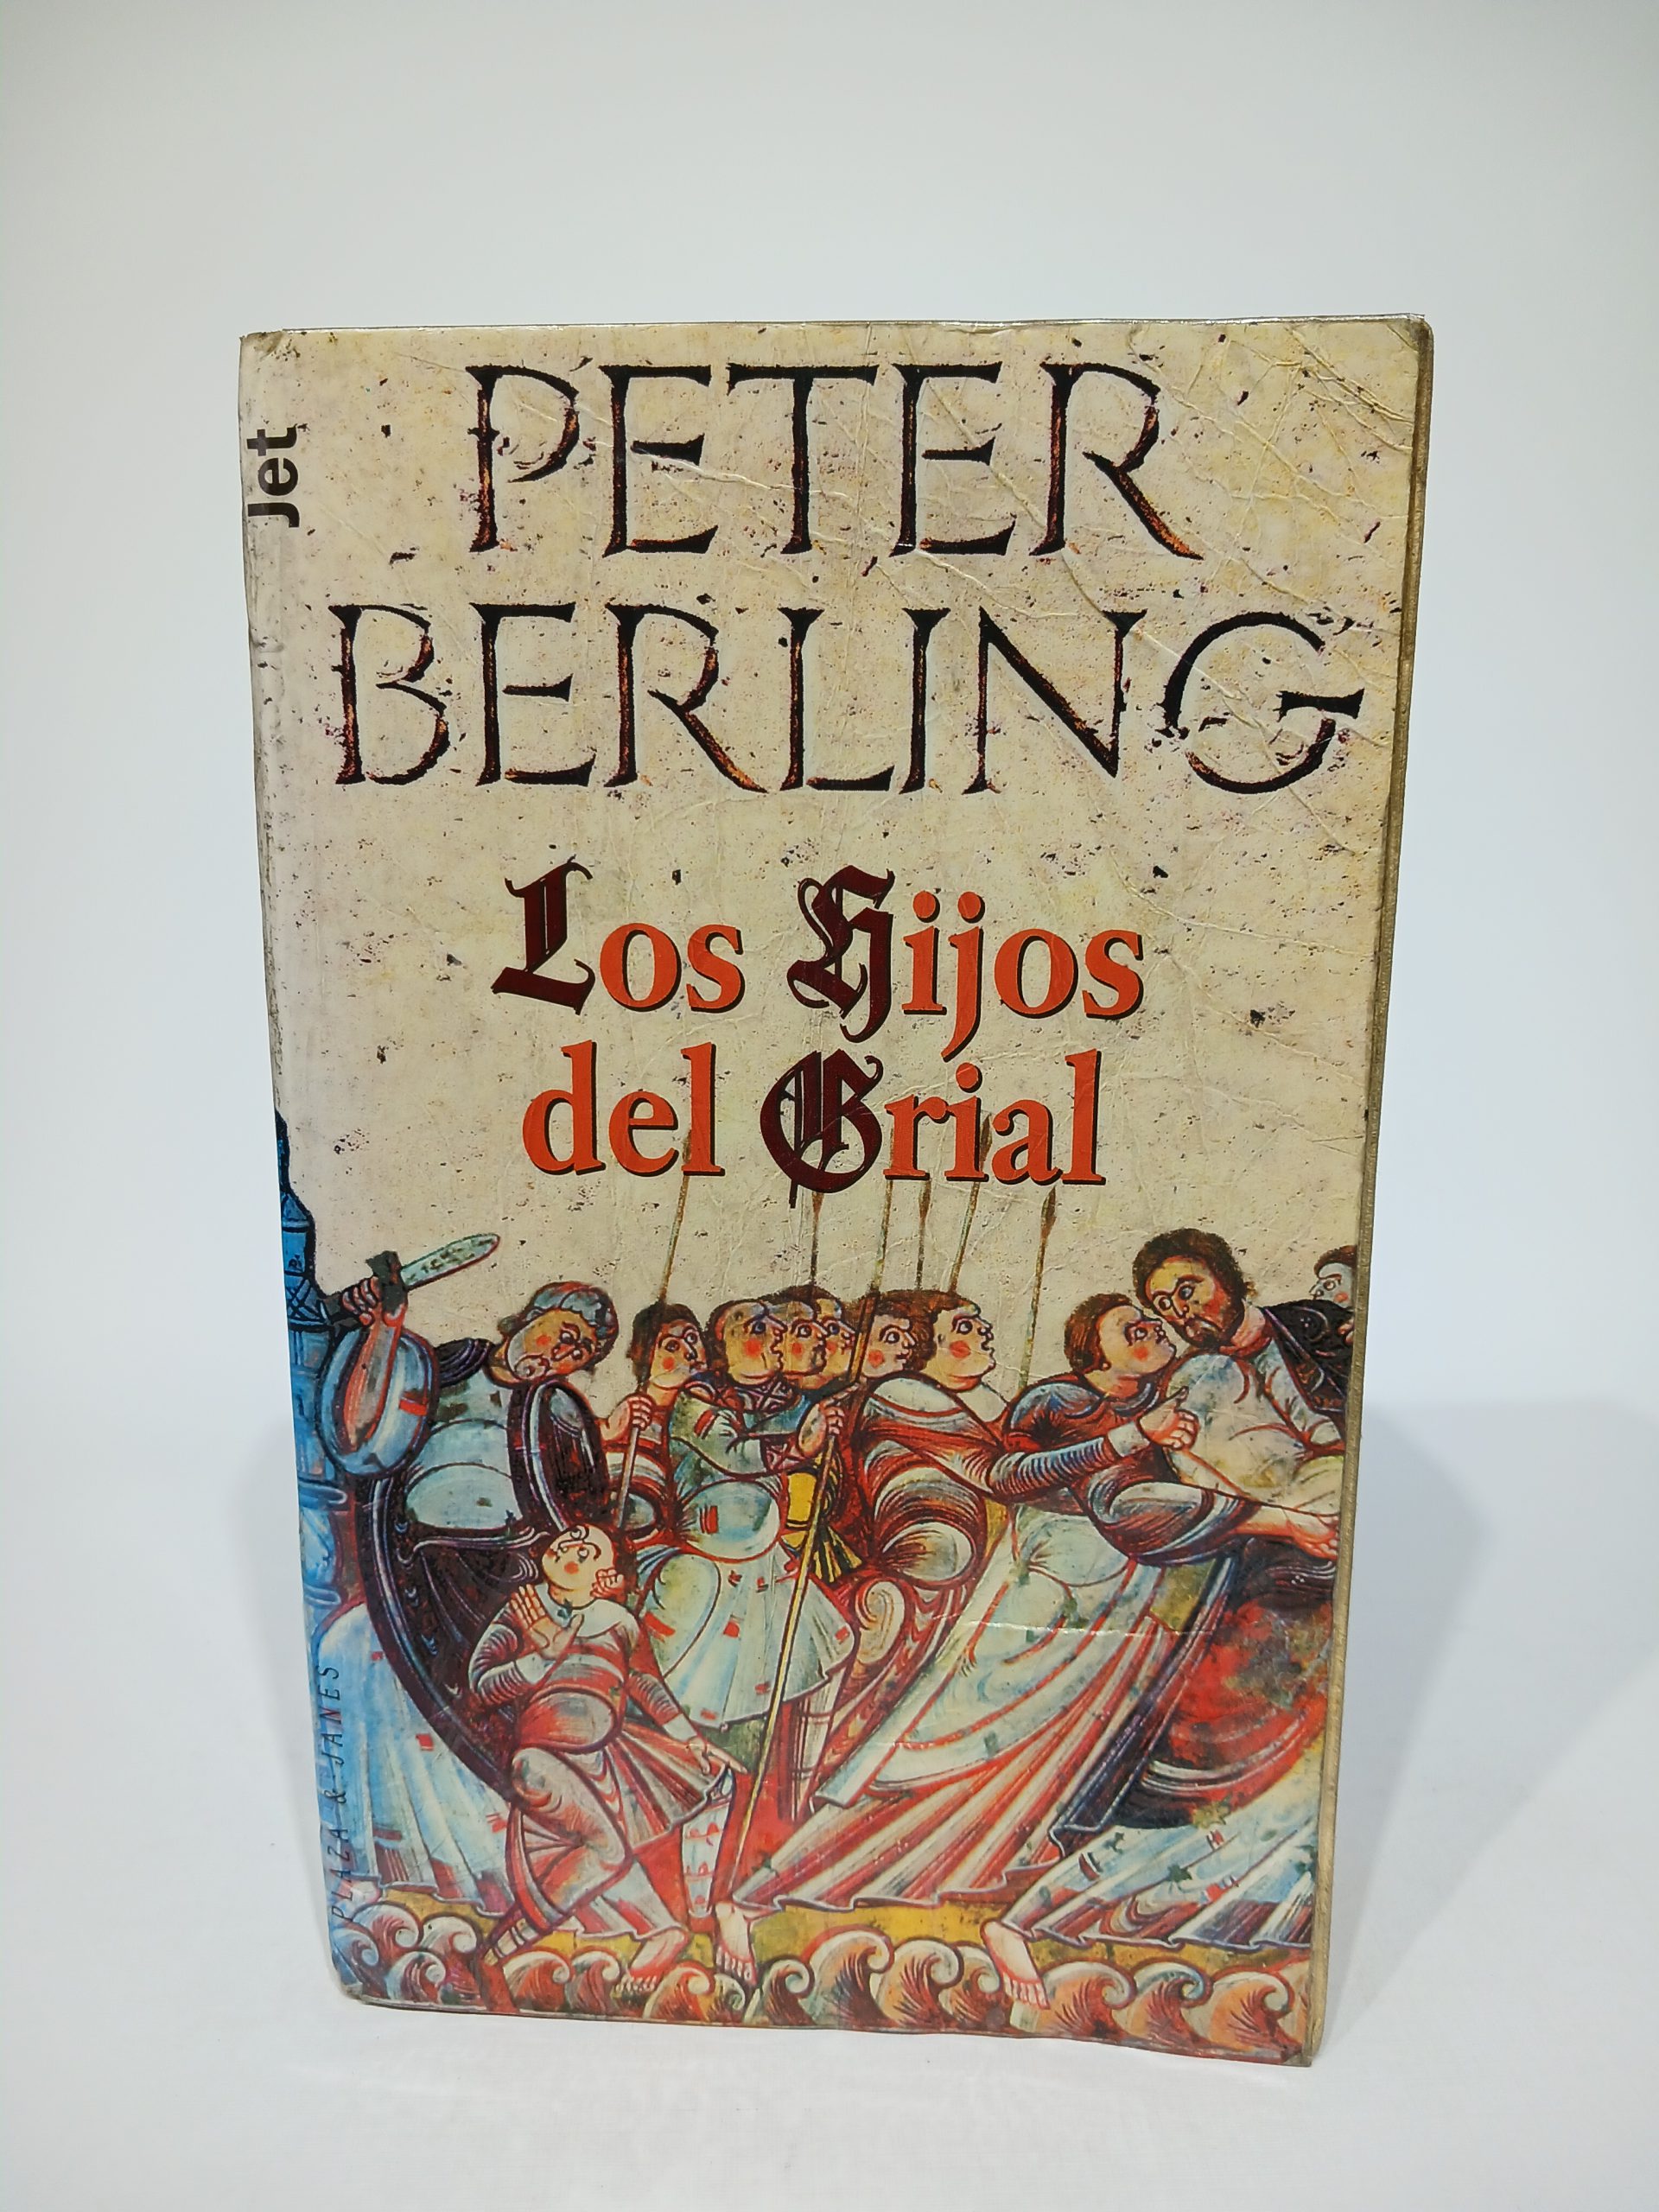 Jet
PETER
BERLING
Los Hijos
del Grial
PLAZA & JANES